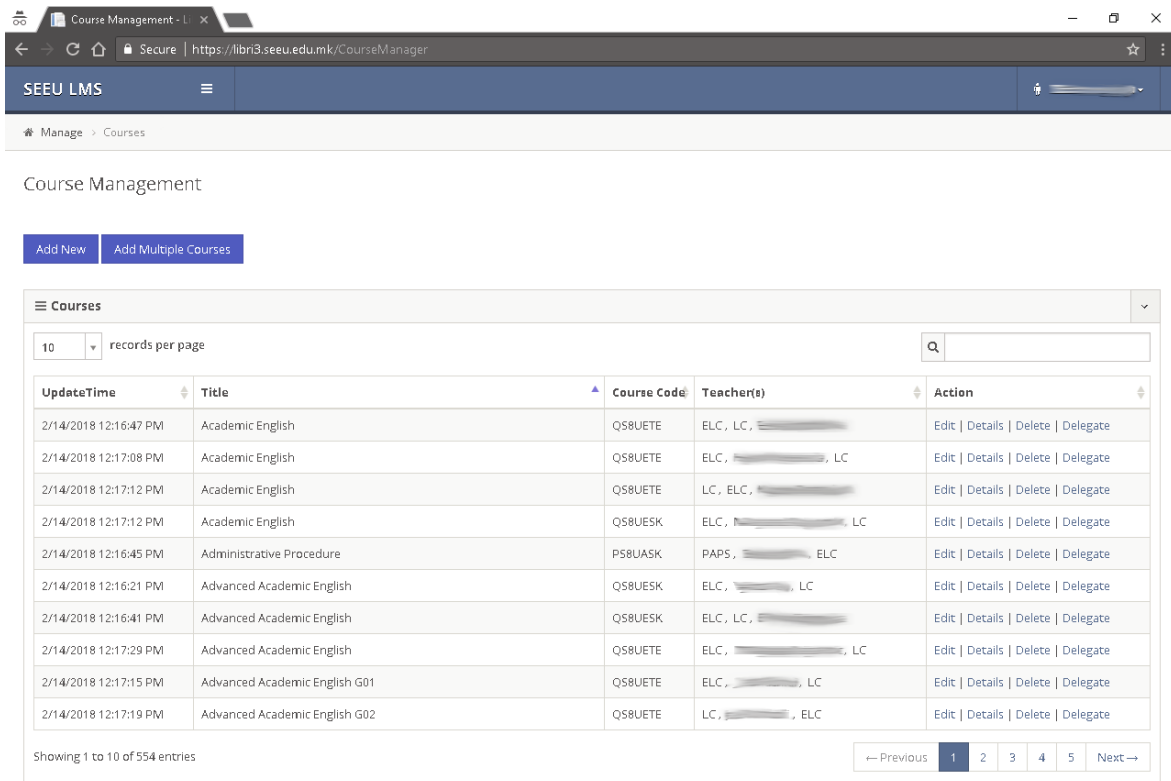 Course Management - Li
Secure | https://libri3.seeu.edu.mk/CourseManager
SEEU LMS
Manage > Courses
Course Management
Add New Add Multiple Courses
Courses
10 records per page
UpdateTime Title Course Code Teacher(s) Action
2/14/2018 12:16:47 PM Academic English QS8UETE ELC, LC, Edit | Details | Delete | Delegate
2/14/2018 12:17:08 PM Academic English QS8UETE ELC, , LC Edit | Details | Delete | Delegate
2/14/2018 12:17:12 PM Academic English QS8UETE LC, ELC, Edit | Details | Delete | Delegate
2/14/2018 12:17:12 PM Academic English QS8UESK ELC, , LC Edit | Details | Delete | Delegate
2/14/2018 12:16:45 PM Administrative Procedure PS8UASK PAPS, , ELC Edit | Details | Delete | Delegate
2/14/2018 12:16:21 PM Advanced Academic English QS8UESK ELC, , LC Edit | Details | Delete | Delegate
2/14/2018 12:16:41 PM Advanced Academic English QS8UESK ELC, LC, Edit | Details | Delete | Delegate
2/14/2018 12:17:29 PM Advanced Academic English QS8UETE ELC, , LC Edit | Details | Delete | Delegate
2/14/2018 12:17:15 PM Advanced Academic English G01 QS8UETE ELC, , LC Edit | Details | Delete | Delegate
2/14/2018 12:17:19 PM Advanced Academic English G02 QS8UETE LC, , ELC Edit | Details | Delete | Delegate
Showing 1 to 10 of 554 entries ← Previous 1 2 3 4 5 Next →